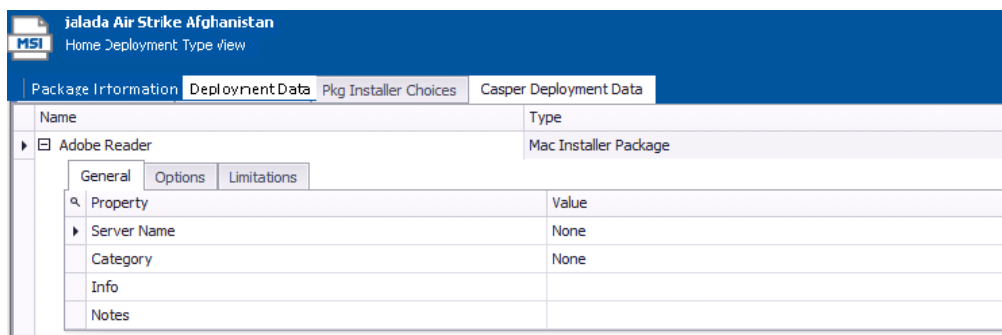 jalada Air Strike Afghanistan
MSI
Home Deployment Type View
Package Information Deployment Data Pkg Installer Choices Casper Deployment Data
Name Type
Adobe Reader Mac Installer Package
General Options Limitations
Property Value
Server Name None
Category None
Info
Notes